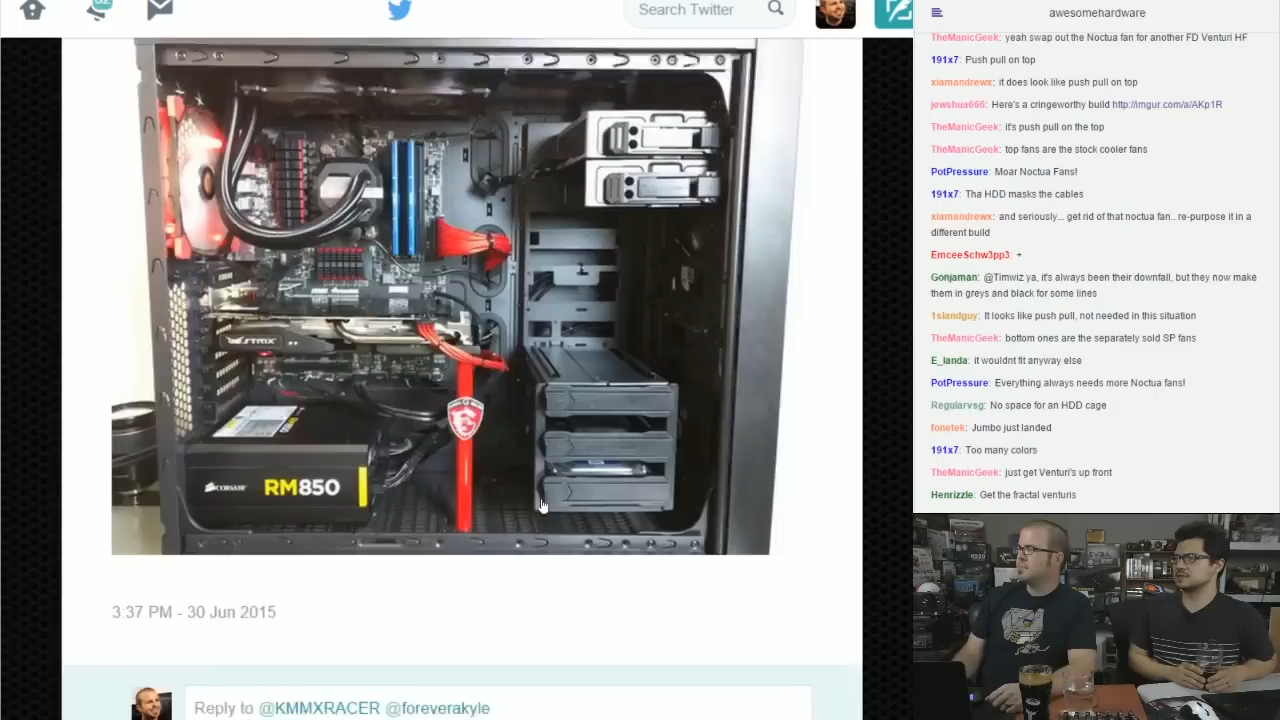 52
Search Twitter
STRIX
CORSAIR
RM850
3:37 PM - 30 Jun 2015
Reply to @KMMXRACER @foreverakyle
awesomehardware
TheManicGeek: yeah swap out the Noctua fan for another FD Venturi HF
191x7: Push pull on top
xiamandrewx: it does look like push pull on top
jewshua666: Here's a cringeworthy build http://imgur.com/a/AKp1R
TheManicGeek: it's push pull on the top
TheManicGeek: top fans are the stock cooler fans
PotPressure: Moar Noctua Fans!
191x7: Tha HDD masks the cables
xiamandrewx: and seriously... get rid of that noctua fan.. re-purpose it in a
different build
EmceeSchw3pp3: +
Gonjaman: @Timwiz ya, it's always been their downfall, but they now make
them in greys and black for some lines
1slandguy: It looks like push pull, not needed in this situation
TheManicGeek: bottom ones are the separately sold SP fans
E_landa: it wouldnt fit anyway else
PotPressure: Everything always needs more Noctua fans!
Regularvsg: No space for an HDD cage
fonetek: Jumbo just landed
191x7: Too many colors
TheManicGeek: just get Venturi's up front
Henrizzle: Get the fractal venturis
EVGA